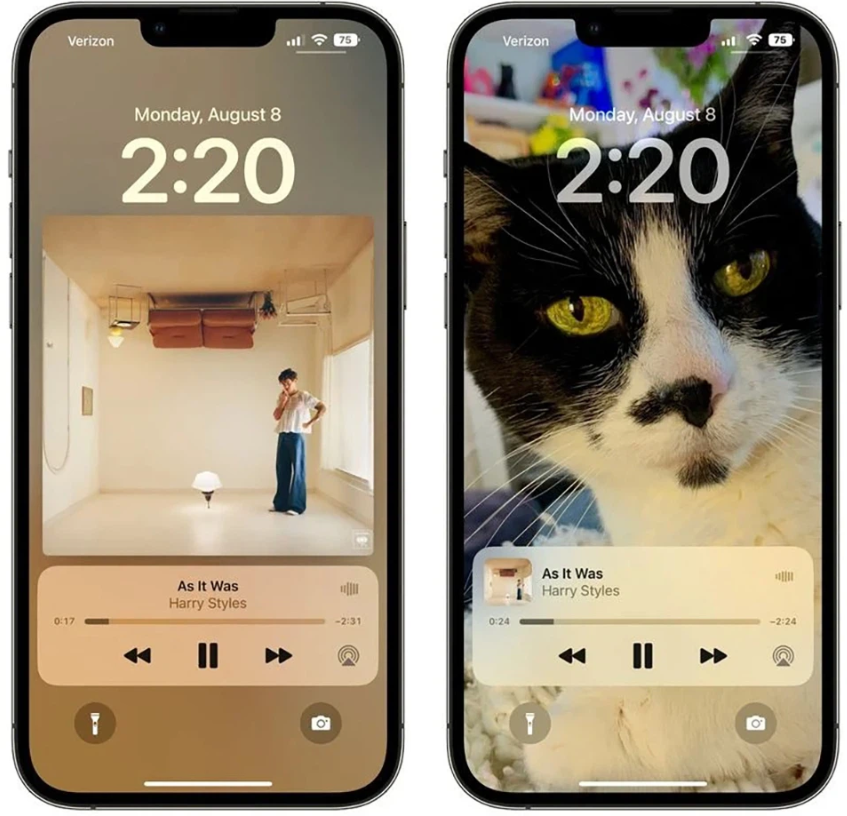 Verizon
75
Monday, August 8
2:20
As It Was
Harry Styles
0:17
−2:31
Verizon
75
Monday, August 8
2:20
As It Was
Harry Styles
0:24
−2:24